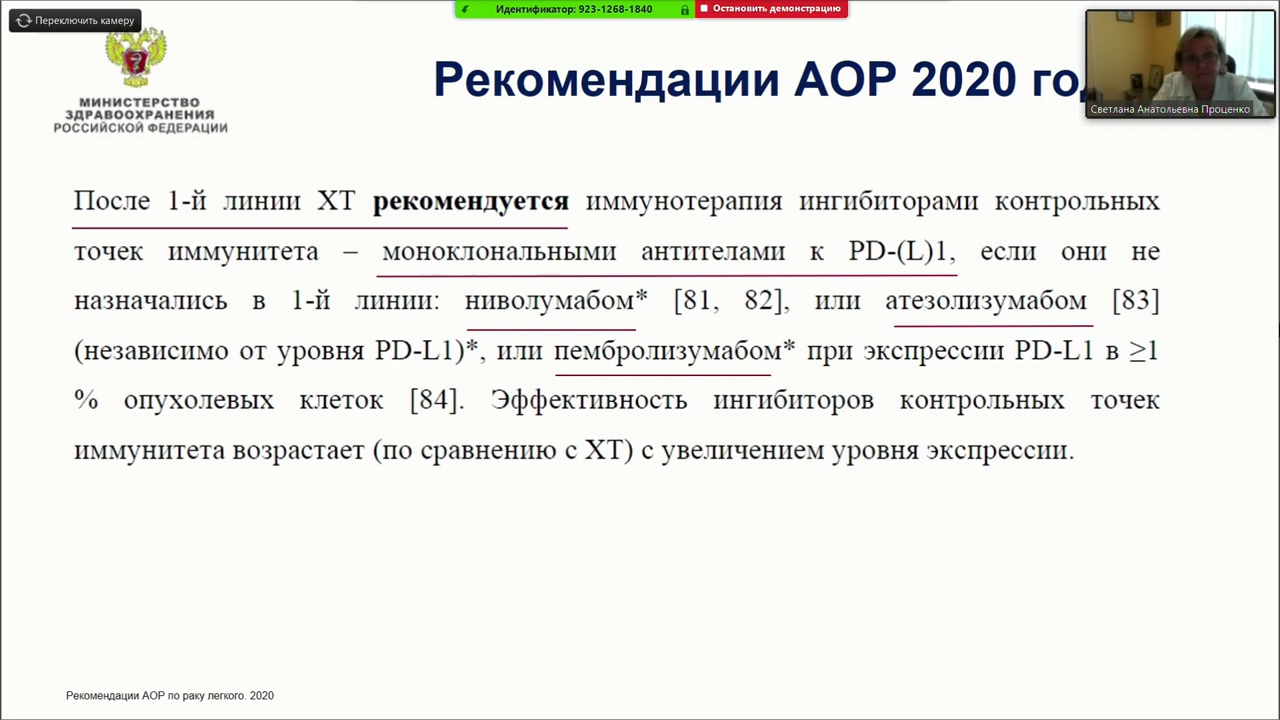 Переключить камеру
Идентификатор: 923-1268-1840
Остановить демонстрацию
МИНИСТЕРСТВО
ЗДРАВООХРАНЕНИЯ
РОССИЙСКОЙ ФЕДЕРАЦИИ
Рекомендации АОР 2020
Светлана Анатольевна Проценко
После 1-й линии ХТ рекомендуется иммунотерапия ингибиторами контрольных
точек иммунитета – моноклональными антителами к PD-(L)1, если они не
назначались в 1-й линии: ниволумабом* [81, 82], или атезолизумабом [83]
(независимо от уровня PD-L1)*, или пембролизумабом* при экспрессии PD-L1 в ≥1
% опухолевых клеток [84]. Эффективность ингибиторов контрольных точек
иммунитета возрастает (по сравнению с ХТ) с увеличением уровня экспрессии.
Рекомендации АОР по раку легкого. 2020